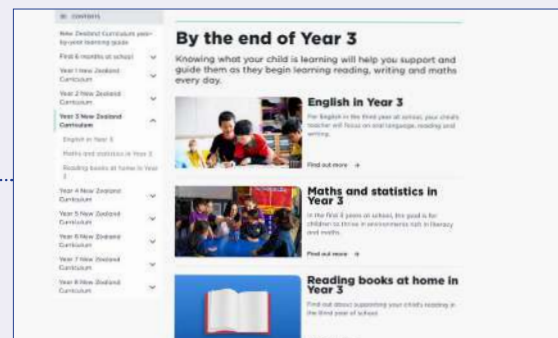 CONTENTS
New Zealand Curriculum year-
by-year learning guide
First 6 months at school
Year 1 New Zealand
Curriculum
Year 2 New Zealand
Curriculum
Year 3 New Zealand
Curriculum
English in Year 3
Maths and statistics in Year 3
Reading books at home in Year
3
Year 4 New Zealand
Curriculum
Year 5 New Zealand
Curriculum
Year 6 New Zealand
Curriculum
Year 7 New Zealand
Curriculum
Year 8 New Zealand
Curriculum
By the end of Year 3
Knowing what your child is learning will help you support and
guide them as they begin learning reading, writing and maths
every day.
English in Year 3
For English in the third year at school, your child's
teacher will focus on oral language, reading and
writing.
Find out more
Maths and statistics in
Year 3
In the first 6 years at school, the goal is for
children to thrive in environments rich in literacy
and maths.
Find out more
Reading books at home in
Year 3
Find out about supporting your child's reading in
the third year of school.